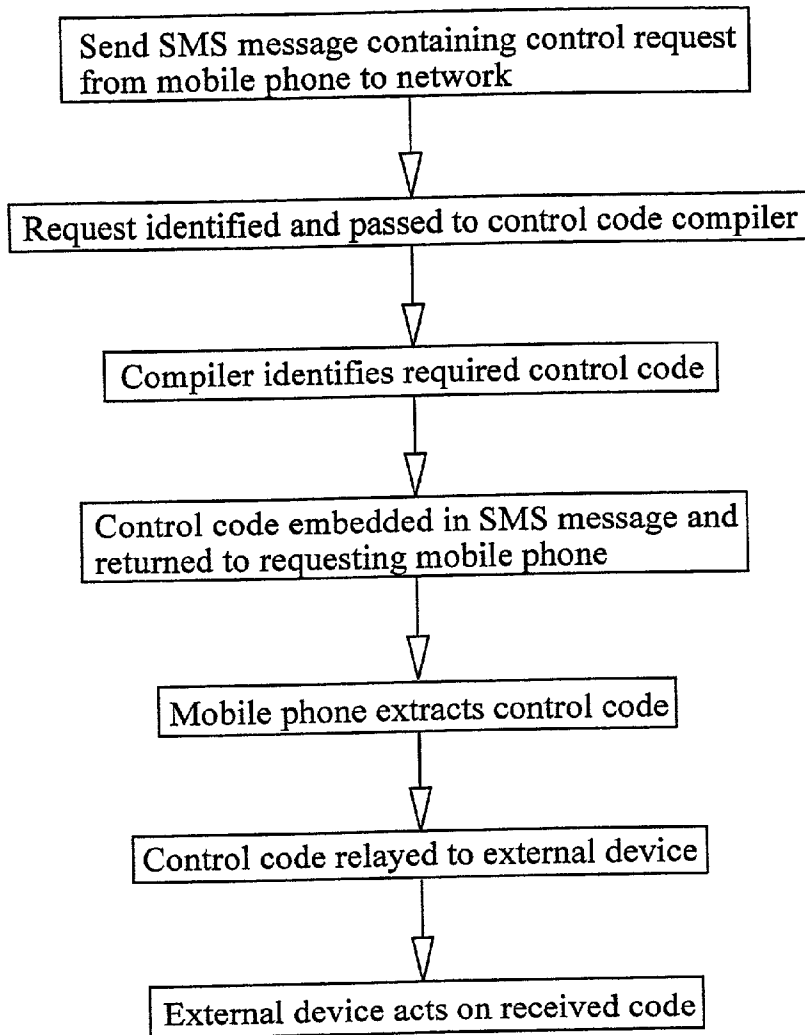 Send SMS message containing control request
from mobile phone to network
Request identified and passed to control code compiler
Compiler identifies required control code
Control code embedded in SMS message and
returned to requesting mobile phone
Mobile phone extracts control code
Control code relayed to external device
External device acts on received code